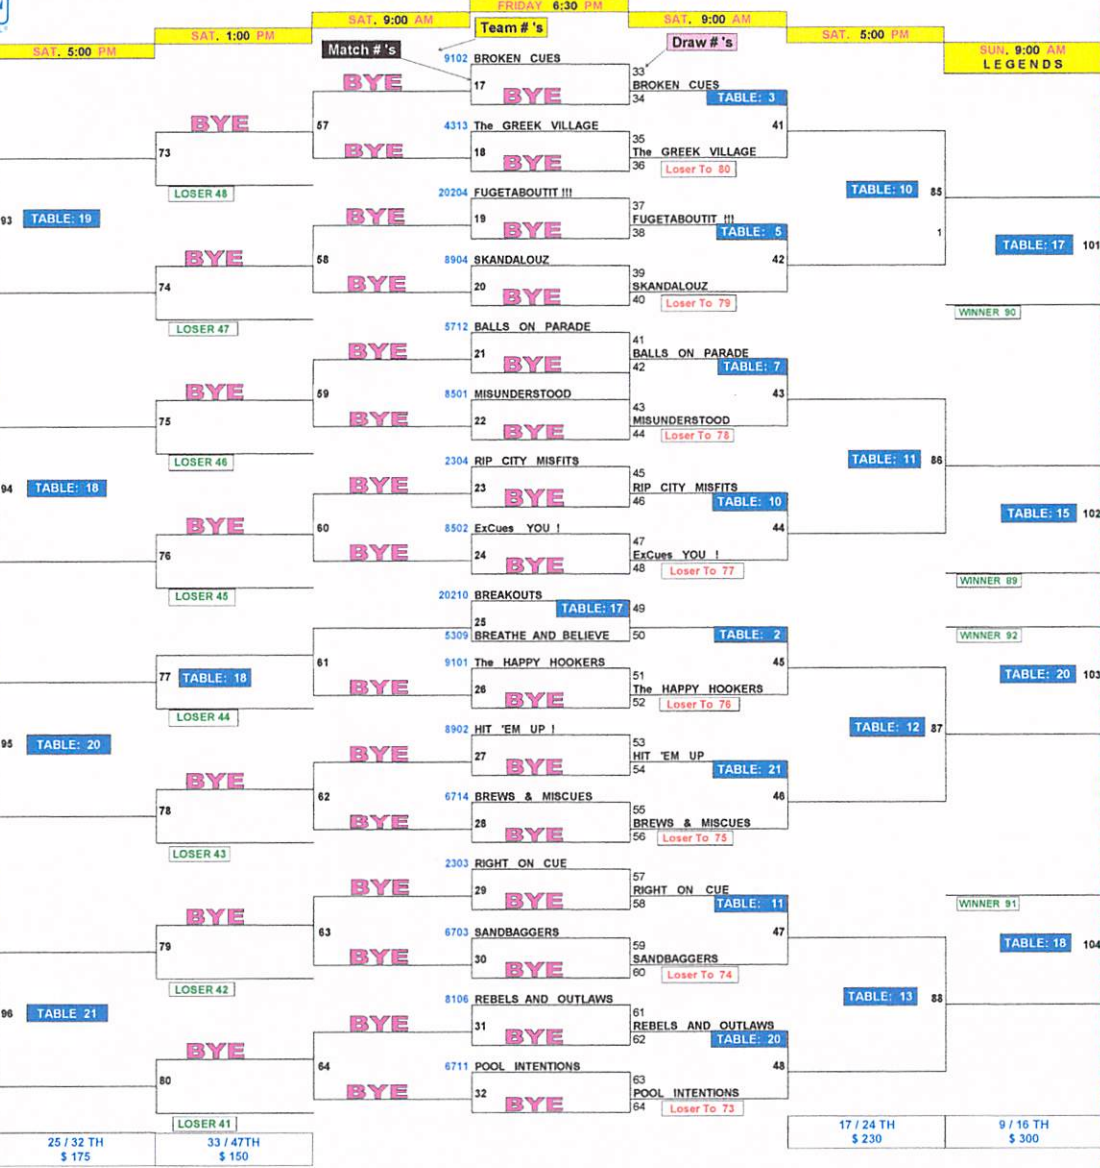 FRIDAY 6:30 PM
SAT. 9:00 AM
SAT. 9:00 AM
SAT. 1:00 PM
SAT. 5:00 PM
SAT. 5:00 PM
SUN. 9:00 AM
LEGENDS
Match # 's
Team # 's
Draw # 's
9102 BROKEN CUES
33
BYE
17
BYE
BROKEN CUES
34
TABLE: 3
BYE
57
4313 The GREEK VILLAGE
41
35
73
BYE
18
BYE
The GREEK VILLAGE
36
Loser To 80
LOSER 48
20204 FUGETABOUTIT !!!
TABLE: 10
85
37
93
TABLE: 19
BYE
19
BYE
FUGETABOUTIT !!!
38
TABLE: 5
1
TABLE: 17
101
BYE
58
8904 SKANDALOUZ
42
39
74
BYE
20
BYE
SKANDALOUZ
40
Loser To 79
WINNER 90
LOSER 47
5712 BALLS ON PARADE
41
BYE
21
BYE
BALLS ON PARADE
42
TABLE: 7
BYE
59
8501 MISUNDERSTOOD
43
43
75
BYE
22
BYE
MISUNDERSTOOD
44
Loser To 78
LOSER 46
2304 RIP CITY MISFITS
TABLE: 11
86
45
94
TABLE: 18
BYE
23
BYE
RIP CITY MISFITS
46
TABLE: 10
TABLE: 15
102
BYE
60
8502 ExCues YOU !
44
47
76
BYE
24
BYE
ExCues YOU !
48
Loser To 77
WINNER 89
LOSER 45
20210 BREAKOUTS
TABLE: 17
49
25
5309 BREATHE AND BELIEVE
50
TABLE: 2
WINNER 92
61
9101 The HAPPY HOOKERS
45
51
77
TABLE: 18
BYE
26
BYE
The HAPPY HOOKERS
52
Loser To 76
TABLE: 20
103
LOSER 44
8902 HIT 'EM UP !
TABLE: 12
87
53
95
TABLE: 20
BYE
27
BYE
HIT 'EM UP
54
TABLE: 21
BYE
62
6714 BREWS & MISCUES
46
55
78
BYE
28
BYE
BREWS & MISCUES
56
Loser To 75
LOSER 43
2303 RIGHT ON CUE
57
BYE
29
BYE
RIGHT ON CUE
58
TABLE: 11
WINNER 91
BYE
63
6703 SANDBAGGERS
47
59
79
BYE
30
BYE
SANDBAGGERS
60
Loser To 74
TABLE: 18
104
LOSER 42
8106 REBELS AND OUTLAWS
TABLE: 13
88
61
96
TABLE 21
BYE
31
BYE
REBELS AND OUTLAWS
62
TABLE: 20
BYE
64
6711 POOL INTENTIONS
48
63
80
BYE
32
BYE
POOL INTENTIONS
64
Loser To 73
LOSER 41
25 / 32 TH
$ 175
33 / 47TH
$ 150
17 / 24 TH
$ 230
9 / 16 TH
$ 300